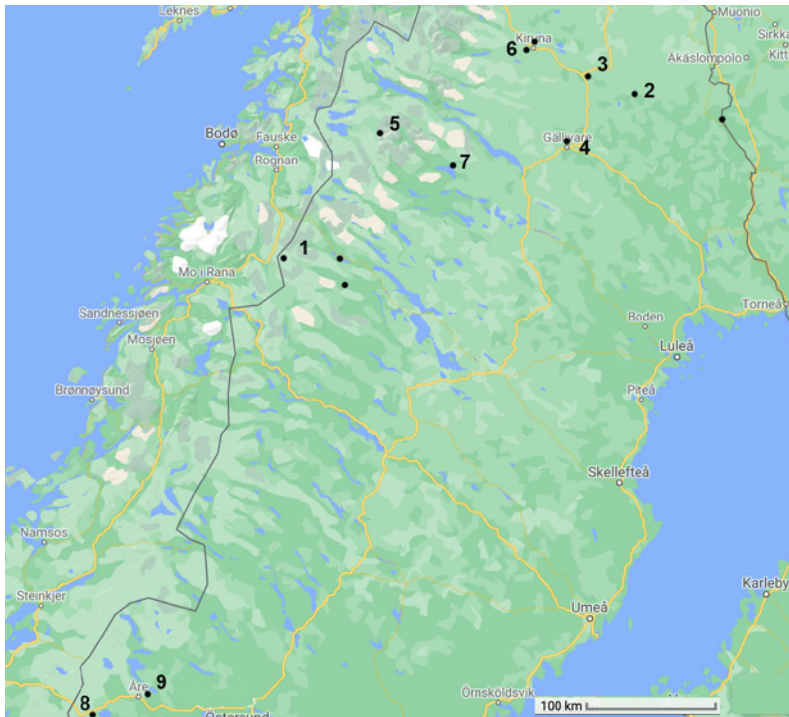 Leknes
Muonio
Sirkka
Kitt
Äkäslompolo
Kiruna
6
3
2
5
Bodø
Fauske
Rognan
Gällivare
4
7
1
Mo i Rana
Sandnessjøen
Mosjøen
Torneå
Boden
Luleå
Brønnøysund
Piteå
Skellefteå
Namsos
Karleby
Steinkjer
Umeå
9
Åre
8
Örnsköldsvik
100 km
Östersund